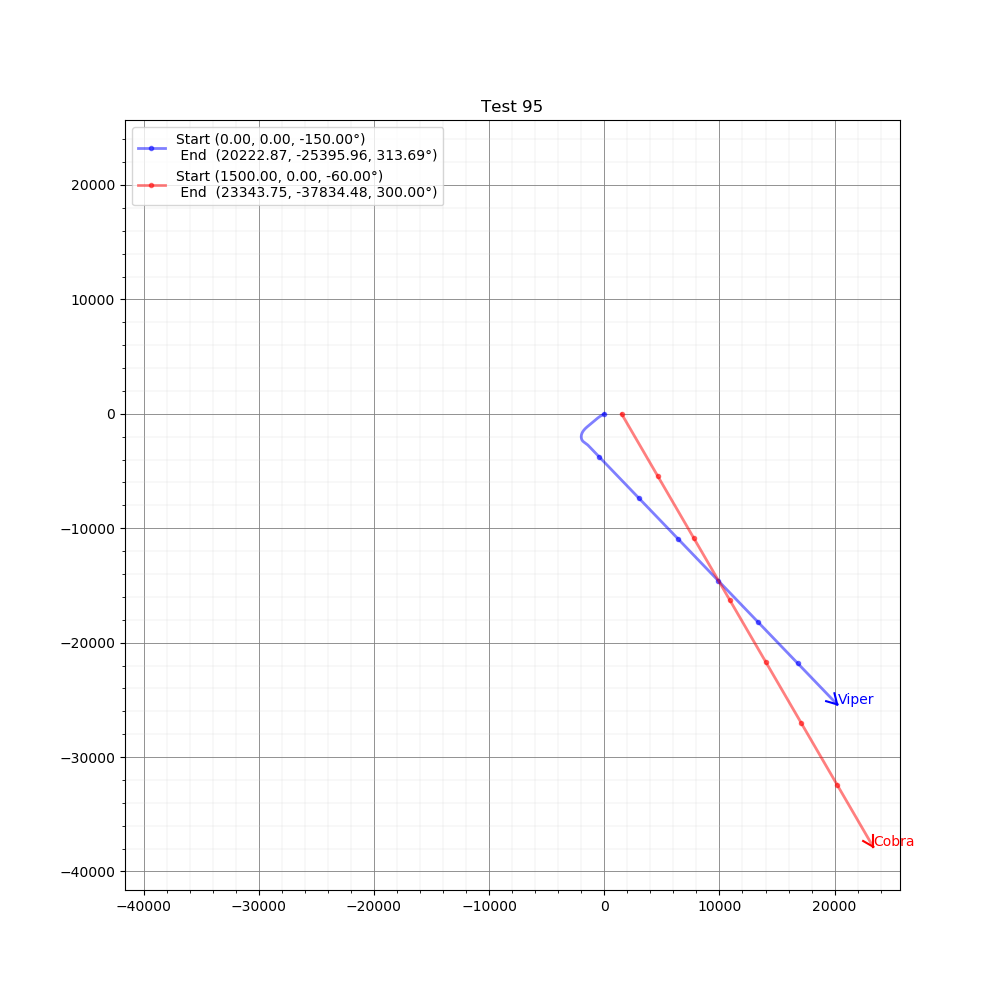 Test 95
Start (0.00, 0.00, -150.00°)
End (20222.87, -25395.96, 313.69°)
Start (1500.00, 0.00, -60.00°)
End (23343.75, -37834.48, 300.00°)
20000
10000
0
−10000
−20000
−30000
−40000
Viper
Cobra
−40000
−30000
−20000
−10000
0
10000
20000